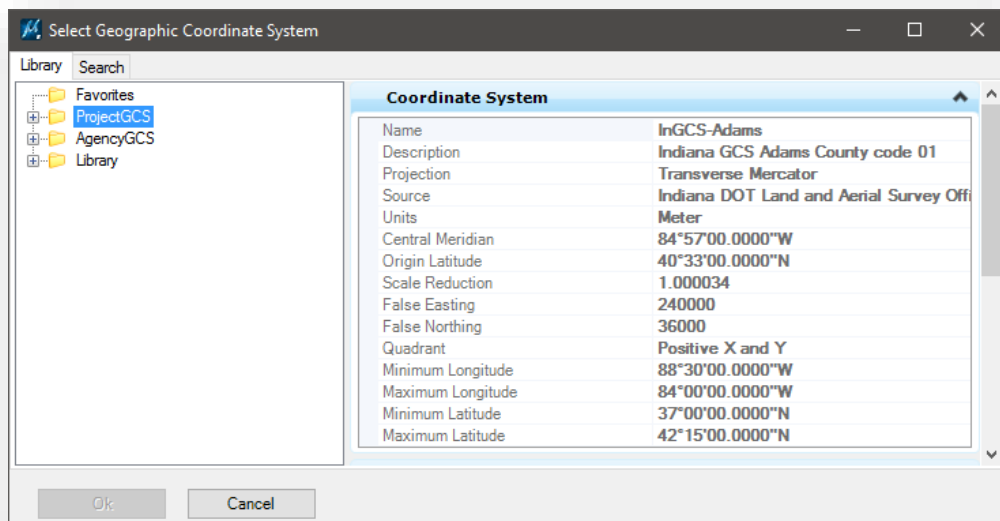 Select Geographic Coordinate System
Library Search
Favorites
ProjectGCS
AgencyGCS
Library
Coordinate System
Name InGCS-Adams
Description Indiana GCS Adams County code 01
Projection Transverse Mercator
Source Indiana DOT Land and Aerial Survey Offi
Units Meter
Central Meridian 84°57'00.0000"W
Origin Latitude 40°33'00.0000"N
Scale Reduction 1.000034
False Easting 240000
False Northing 36000
Quadrant Positive X and Y
Minimum Longitude 88°30'00.0000"W
Maximum Longitude 84°00'00.0000"W
Minimum Latitude 37°00'00.0000"N
Maximum Latitude 42°15'00.0000"N
Ok Cancel